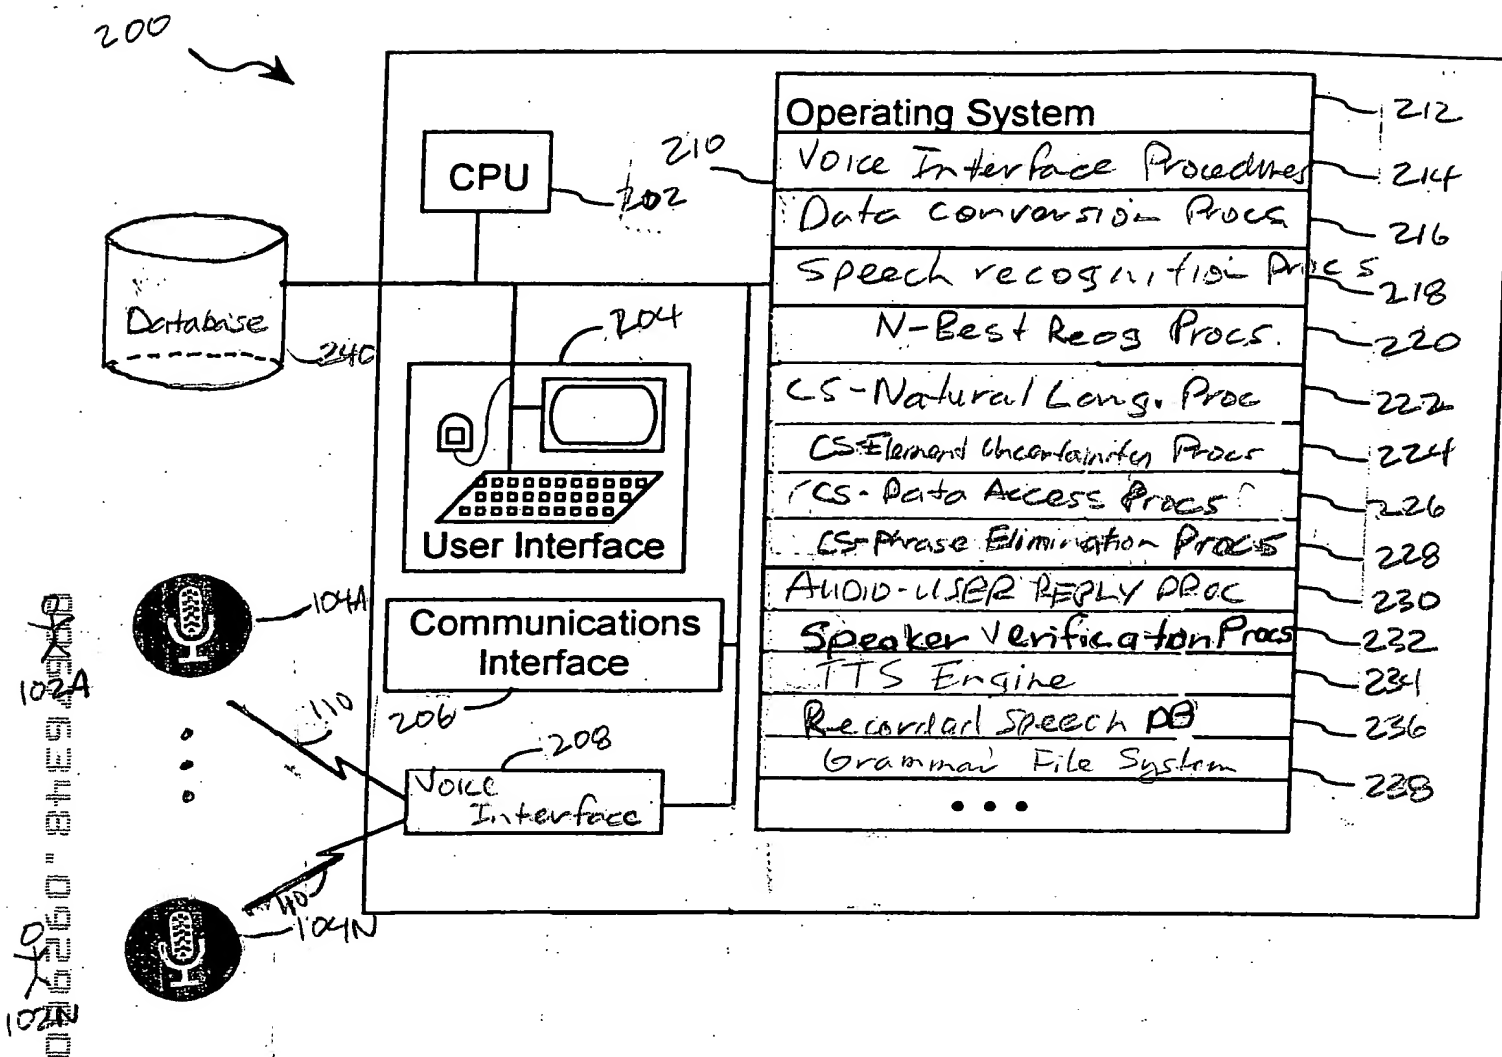 200
Operating System
212
CPU
202
210
Voice Interface Procedures
214
Data conversion Procs
216
Speech recognition Procs
218
Database
240
204
N-Best Recog Procs.
220
CS-Natural Lang. Proc
222
CS-Element Uncertainty Procs
224
CS-Data Access Procs
226
User Interface
CS-Phrase Elimination Procs
228
104A
AUDIO-USER REPLY PROC
230
Communications
Interface
Speaker Verification Procs
232
102A
TTS Engine
234
110
206
Recorded Speech DB
236
208
Grammar File System
238
Voice
Interface
110
104N
102N